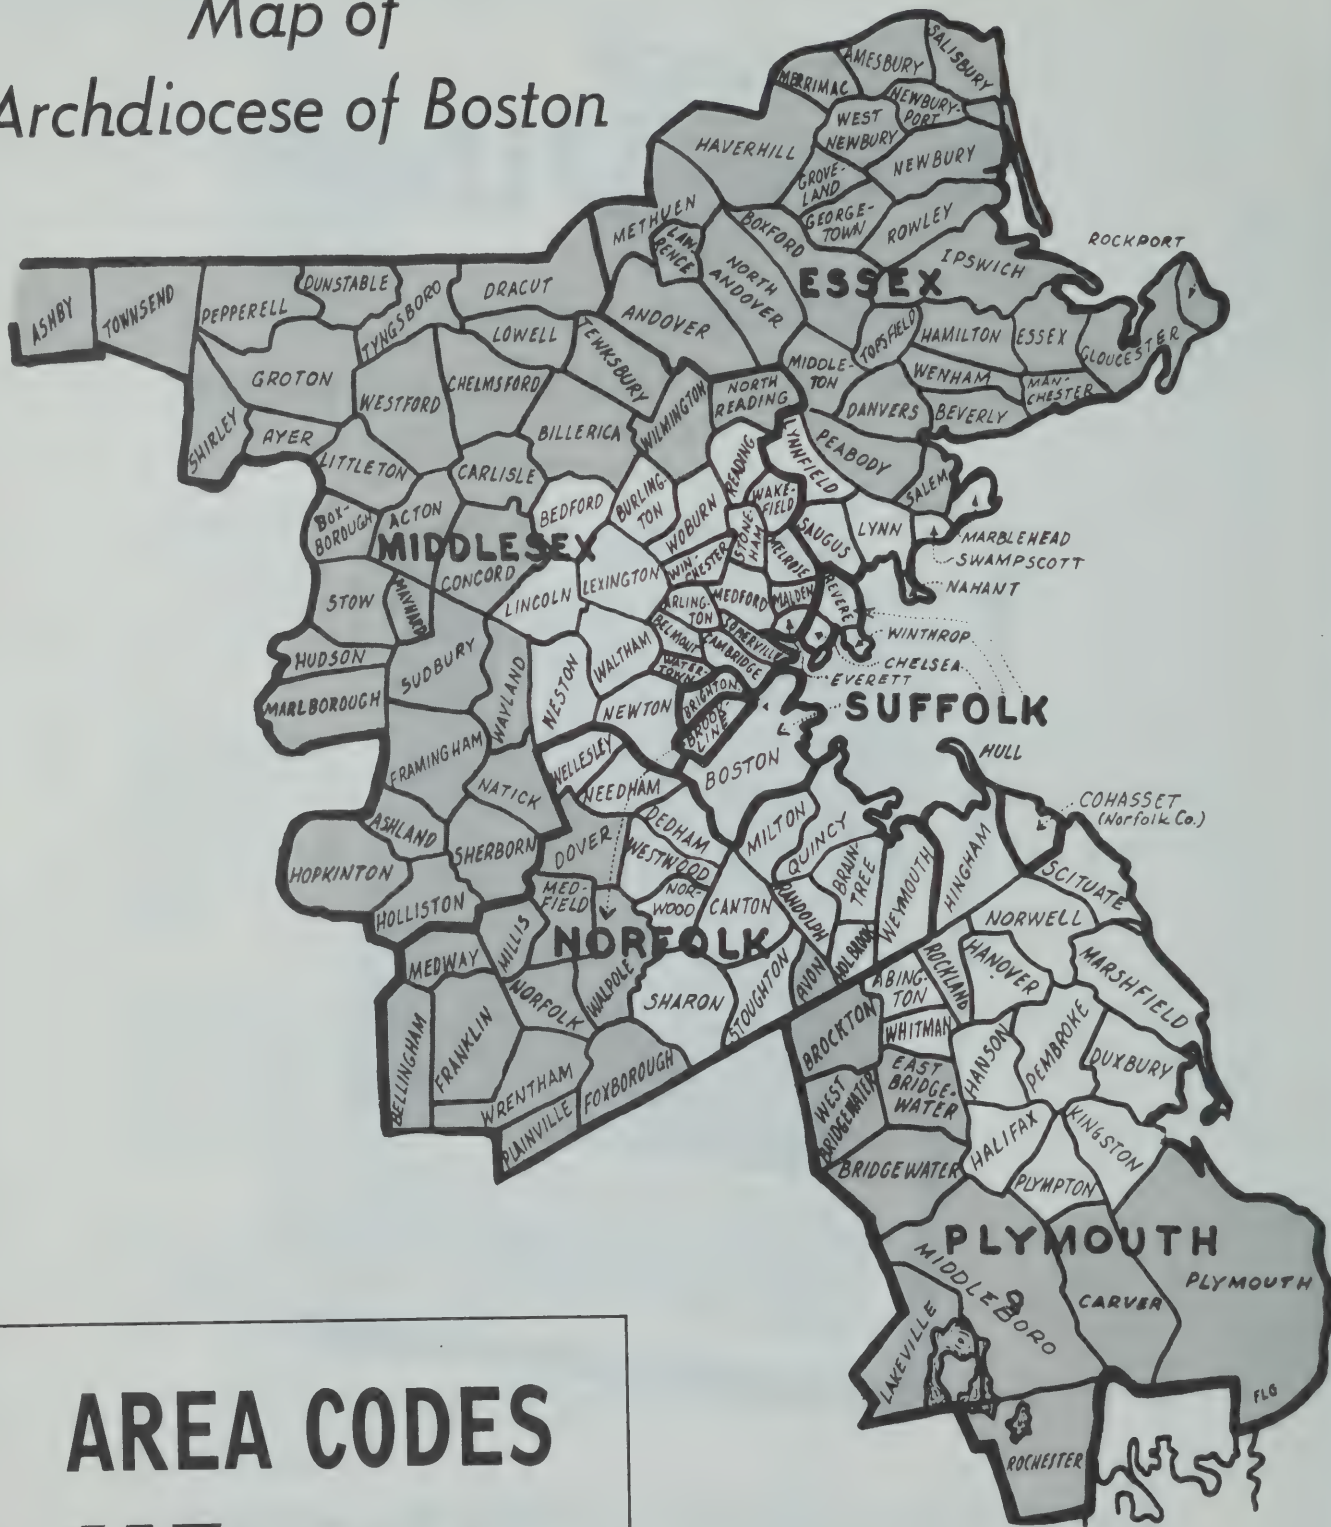 Map of
Archdiocese of Boston
SALISBURY
AMESBURY
MERRIMAC
NEWBURY-
PORT
WEST
NEWBURY
HAVERHILL
NEWBURY
GROVE-
LAND
GEORGE-
TOWN
ROWLEY
METHUEN
LAW-
RENCE
BOXFORD
NORTH
ANDOVER
ESSEX
IPSWICH
ROCKPORT
ASHBY
TOWNSEND
PEPPERELL
DUNSTABLE
TYNGSBORO
DRACUT
LOWELL
TEWKSBURY
ANDOVER
TOPSFIELD
HAMILTON
ESSEX
GLOUCESTER
MIDDLE-
TON
WENHAM
MAN-
CHESTER
DANVERS
BEVERLY
GROTON
WESTFORD
CHELMSFORD
BILLERICA
WILMINGTON
NORTH
READING
LYNNFIELD
PEABODY
SALEM
SHIRLEY
AYER
LITTLETON
CARLISLE
BEDFORD
BURLING-
TON
WOBURN
READING
WAKE-
FIELD
STONE-
HAM
MELROSE
SAUGUS
LYNN
MARBLEHEAD
SWAMPSCOTT
NAHANT
BOX-
BOROUGH
ACTON
MIDDLESEX
CONCORD
LINCOLN
LEXINGTON
WIN-
CHESTER
ARLING-
TON
MEDFORD
MALDEN
REVERE
WINTHROP
CHELSEA
EVERETT
STOW
MAYNARD
HUDSON
MARLBOROUGH
SUDBURY
WAYLAND
WESTON
WALTHAM
BELMONT
SOMERVILLE
CAMBRIDGE
WATER-
TOWN
BRIGHTON
BROOK-
LINE
NEWTON
SUFFOLK
BOSTON
HULL
FRAMINGHAM
NATICK
WELLESLEY
NEEDHAM
COHASSET
(Norfolk Co.)
ASHLAND
SHERBORN
DOVER
DEDHAM
WESTWOOD
MILTON
QUINCY
BRAIN-
TREE
WEYMOUTH
HINGHAM
SCITUATE
HOPKINTON
HOLLISTON
MED-
FIELD
NOR-
WOOD
CANTON
RANDOLPH
HOLBROOK
NORWELL
MEDWAY
MILLIS
NORFOLK
NORFOLK
WALPOLE
SHARON
STOUGHTON
AVON
ABING-
TON
ROCKLAND
HANOVER
MARSHFIELD
BELLINGHAM
FRANKLIN
WRENTHAM
PLAINVILLE
FOXBOROUGH
BROCKTON
WHITMAN
HANSON
PEMBROKE
DUXBURY
WEST
BRIDGEWATER
EAST
BRIDGE-
WATER
BRIDGEWATER
HALIFAX
KINGSTON
PLYMPTON
PLYMOUTH
MIDDLEBORO
CARVER
PLYMOUTH
LAKEVILLE
ROCHESTER
FLG
AREA CODES